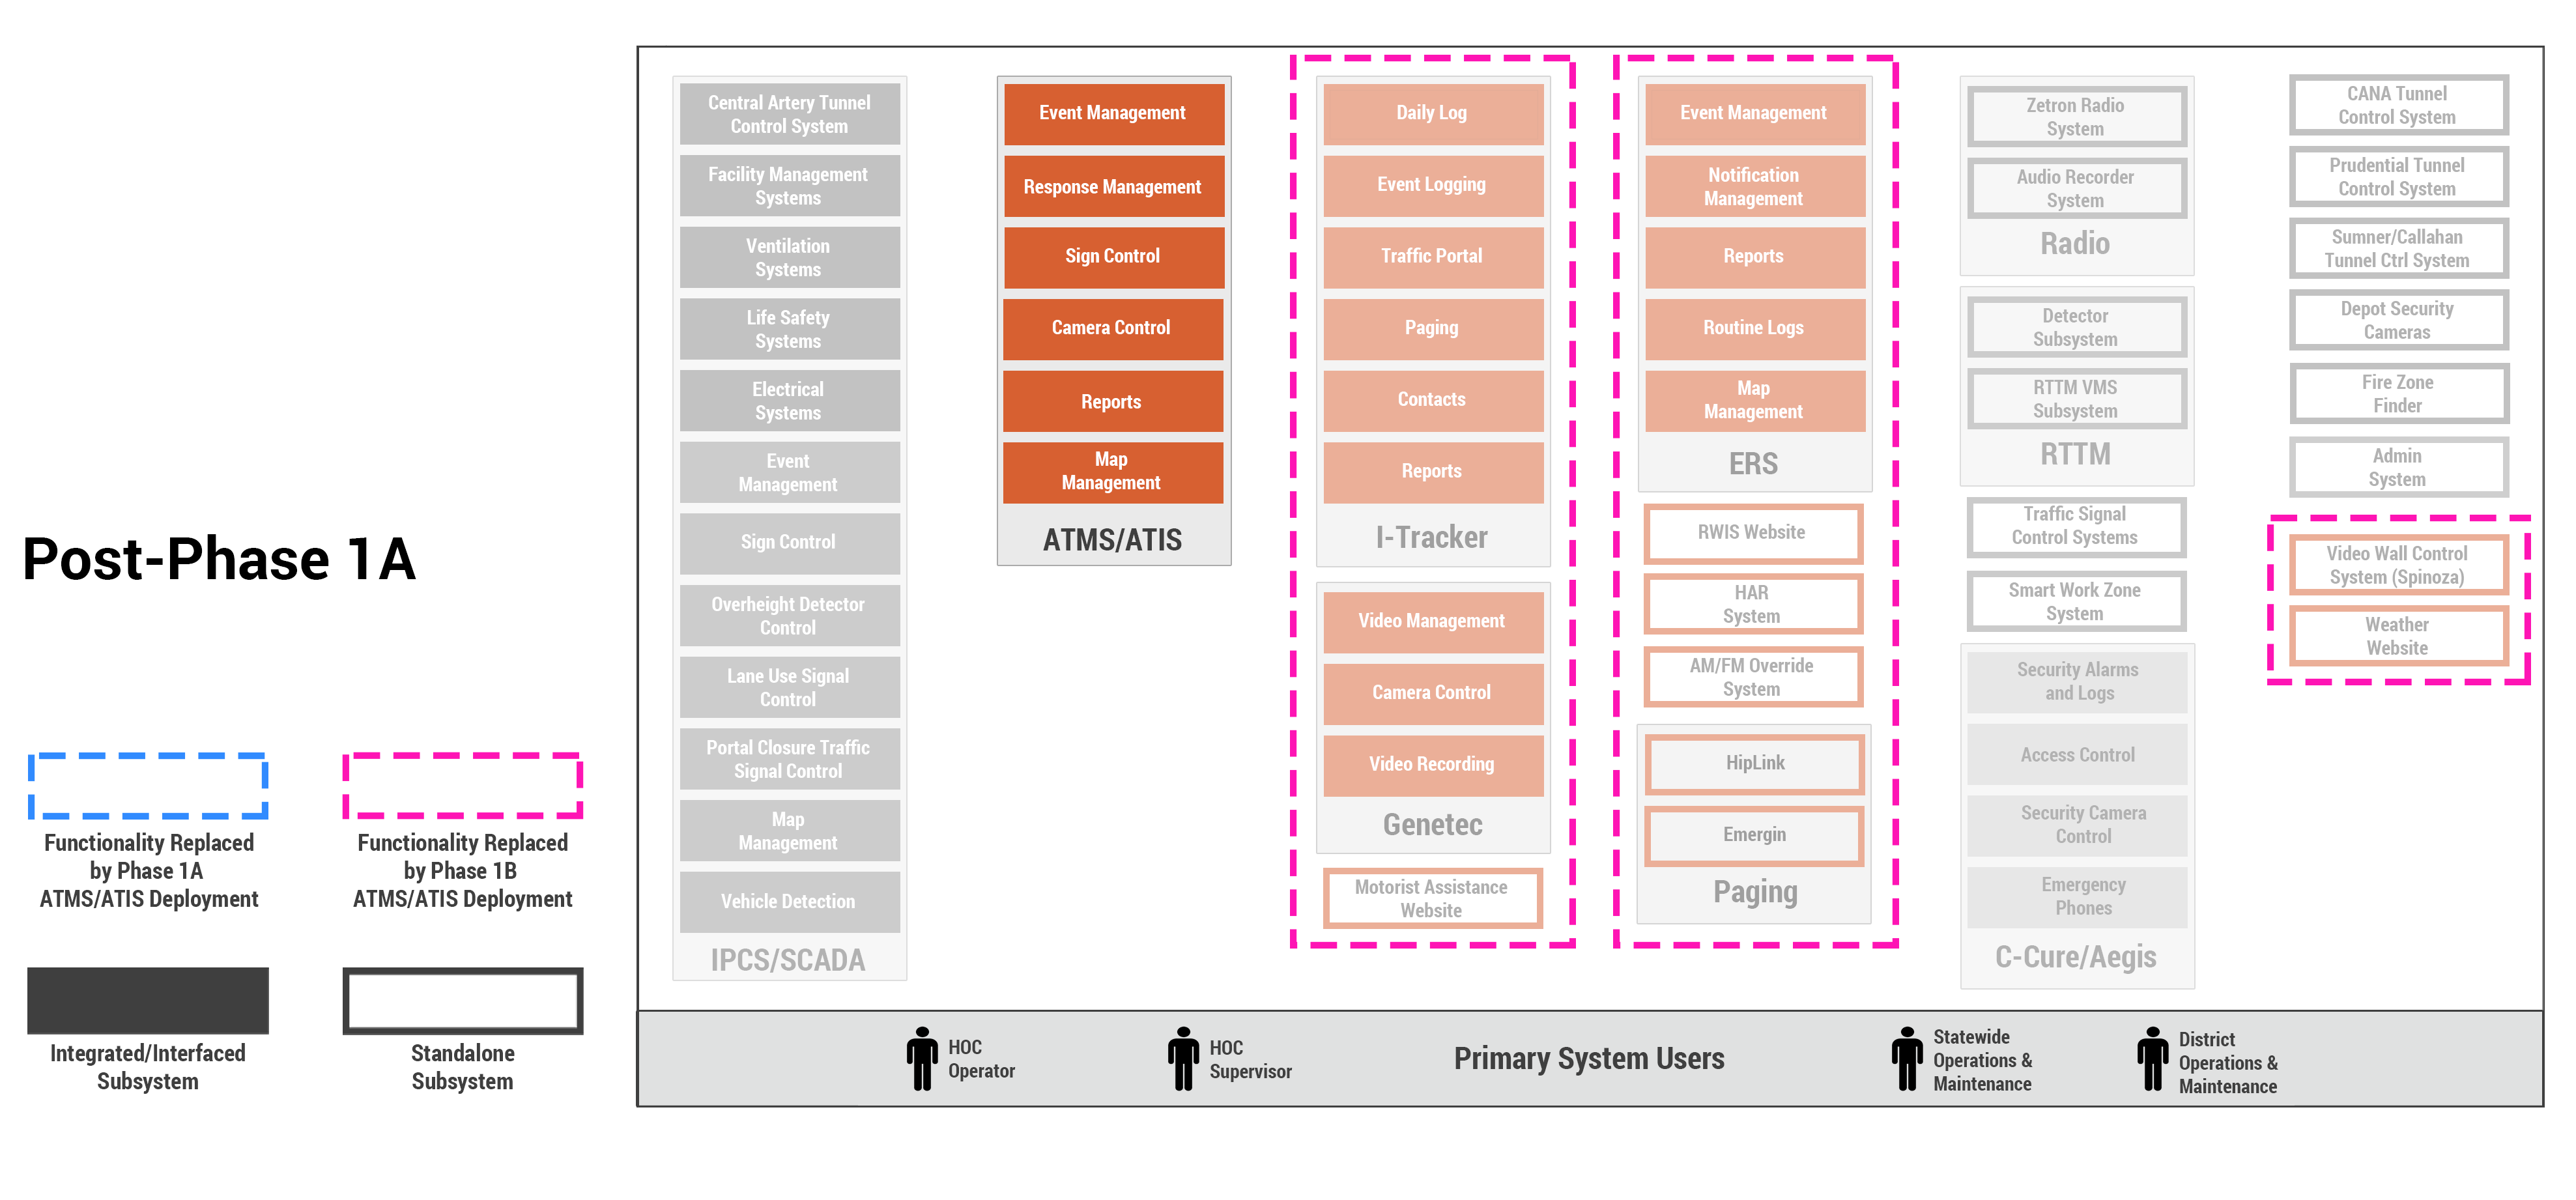 Post-Phase 1A
Functionality Replaced
by Phase 1A
ATMS/ATIS Deployment
Functionality Replaced
by Phase 1B
ATMS/ATIS Deployment
Integrated/Interfaced
Subsystem
Standalone
Subsystem
Central Artery Tunnel
Control System
Facility Management
Systems
Ventilation
Systems
Life Safety
Systems
Electrical
Systems
Event
Management
Sign Control
Overheight Detector
Control
Lane Use Signal
Control
Portal Closure Traffic
Signal Control
Map
Management
Vehicle Detection
IPCS/SCADA
Event Management
Response Management
Sign Control
Camera Control
Reports
Map
Management
ATMS/ATIS
Daily Log
Event Logging
Traffic Portal
Paging
Contacts
Reports
I-Tracker
Video Management
Camera Control
Video Recording
Genetec
Motorist Assistance
Website
Event Management
Notification
Management
Reports
Routine Logs
Map
Management
ERS
RWIS Website
HAR
System
AM/FM Override
System
HipLink
Emergin
Paging
Zetron Radio
System
Audio Recorder
System
Radio
Detector
Subsystem
RTTM VMS
Subsystem
RTTM
Traffic Signal
Control Systems
Smart Work Zone
System
Security Alarms
and Logs
Access Control
Security Camera
Control
Emergency
Phones
C-Cure/Aegis
CANA Tunnel
Control System
Prudential Tunnel
Control System
Sumner/Callahan
Tunnel Ctrl System
Depot Security
Cameras
Fire Zone
Finder
Admin
System
Video Wall Control
System (Spinoza)
Weather
Website
HOC
Operator
HOC
Supervisor
Primary System Users
Statewide
Operations &
Maintenance
District
Operations &
Maintenance